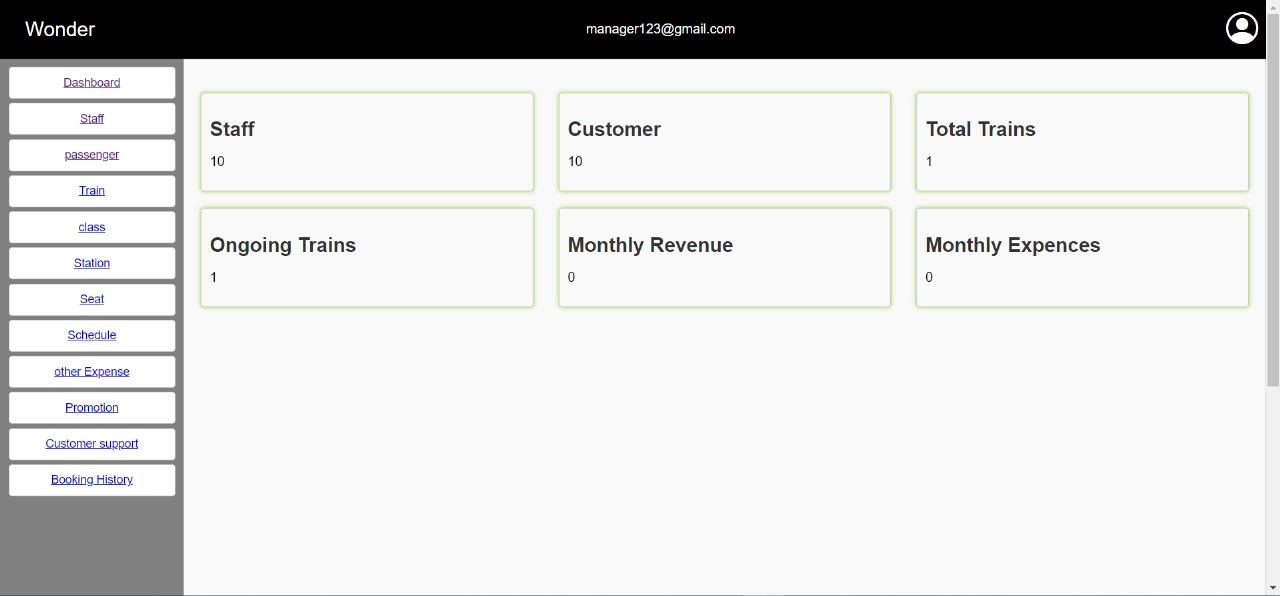 Wonder
manager123@gmail.com
Dashboard
Staff
passenger
Train
class
Station
Seat
Schedule
other Expense
Promotion
Customer support
Booking History
Staff
10
Customer
10
Total Trains
1
Ongoing Trains
1
Monthly Revenue
0
Monthly Expences
0